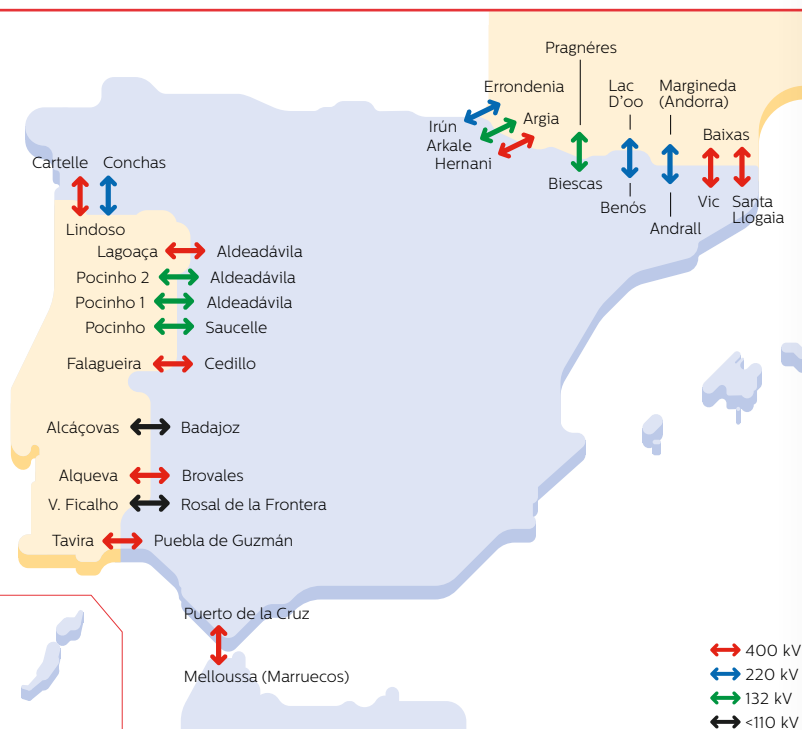 Pragnéres
Errondenia
Lac
D’oo
Margineda
(Andorra)
Argia
Irún
Arkale
Hernani
Baixas
Biescas
Benós
Vic
Santa
Llogaia
Andrall
Cartelle
Conchas
Lindoso
Lagoaça Aldeadávila
Pocinho 2 Aldeadávila
Pocinho 1 Aldeadávila
Pocinho Saucelle
Falagueira Cedillo
Alcáçovas Badajoz
Alqueva Brovales
V. Ficalho Rosal de la Frontera
Tavira Puebla de Guzmán
Puerto de la Cruz
Melloussa (Marruecos)
400 kV
220 kV
132 kV
<110 kV